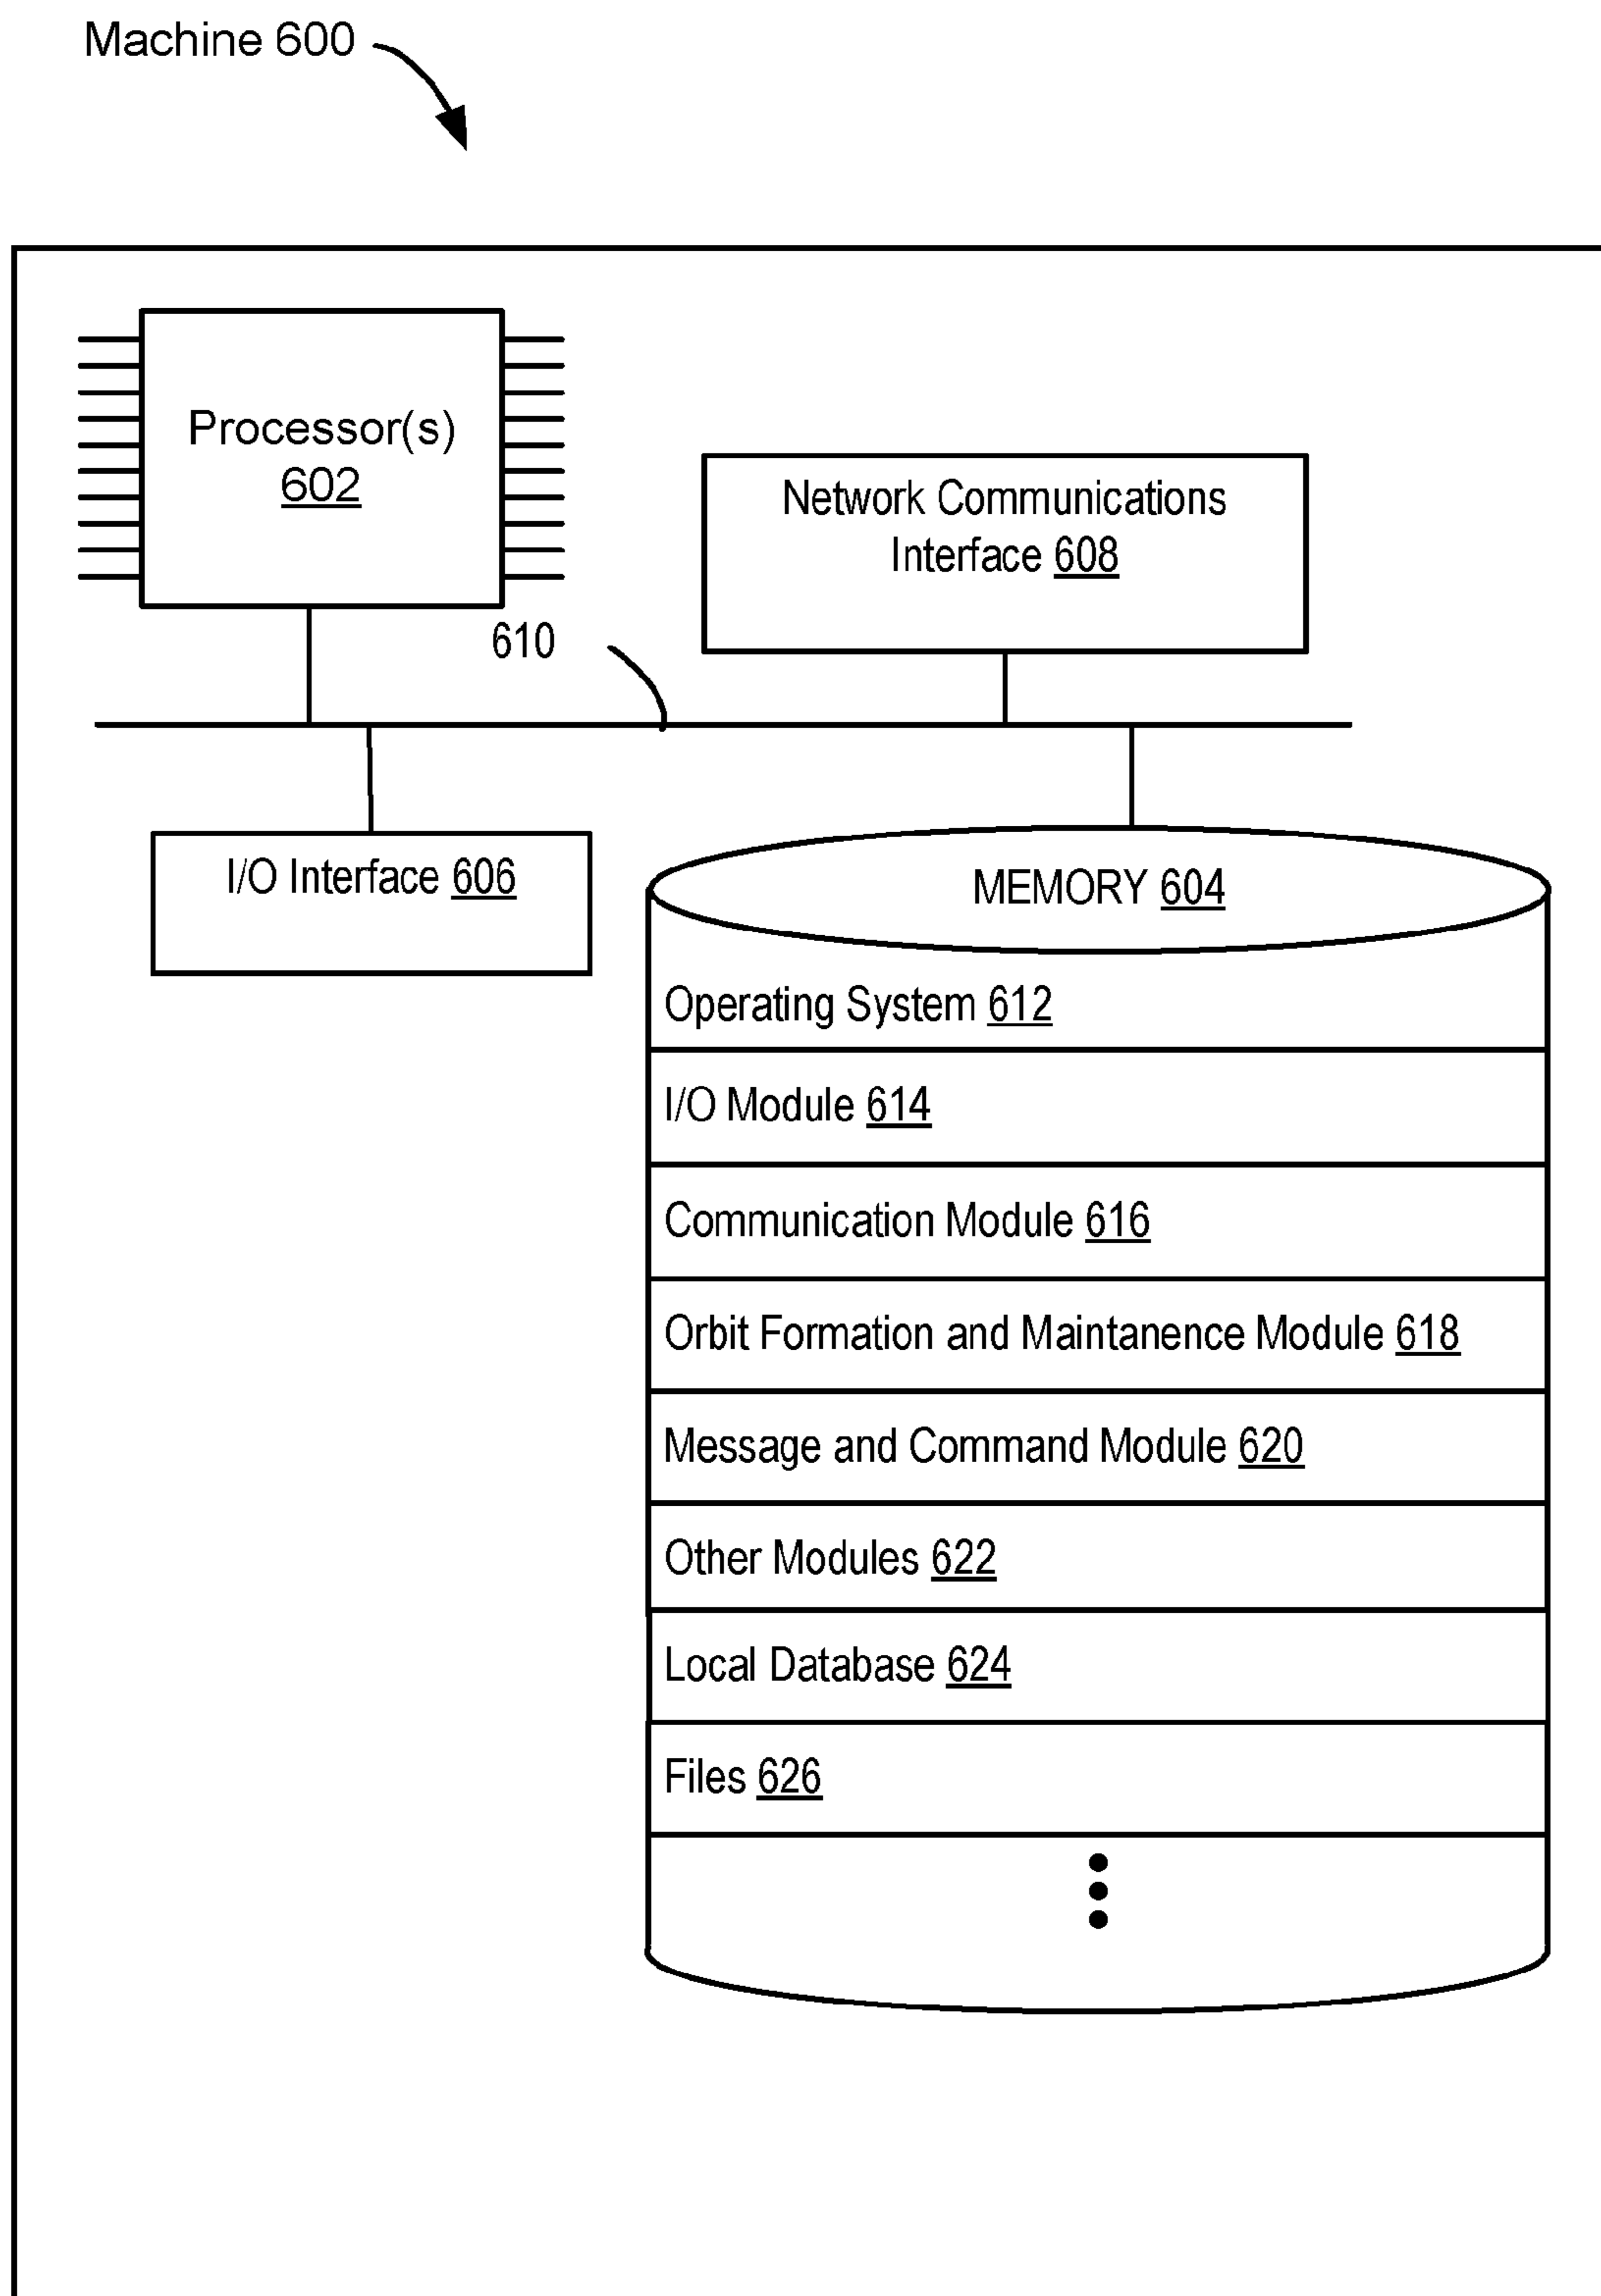 Machine 600
Processor(s)
602
Network Communications
Interface 608
610
I/O Interface 606
MEMORY 604
Operating System 612
I/O Module 614
Communication Module 616
Orbit Formation and Maintanence Module 618
Message and Command Module 620
Other Modules 622
Local Database 624
Files 626